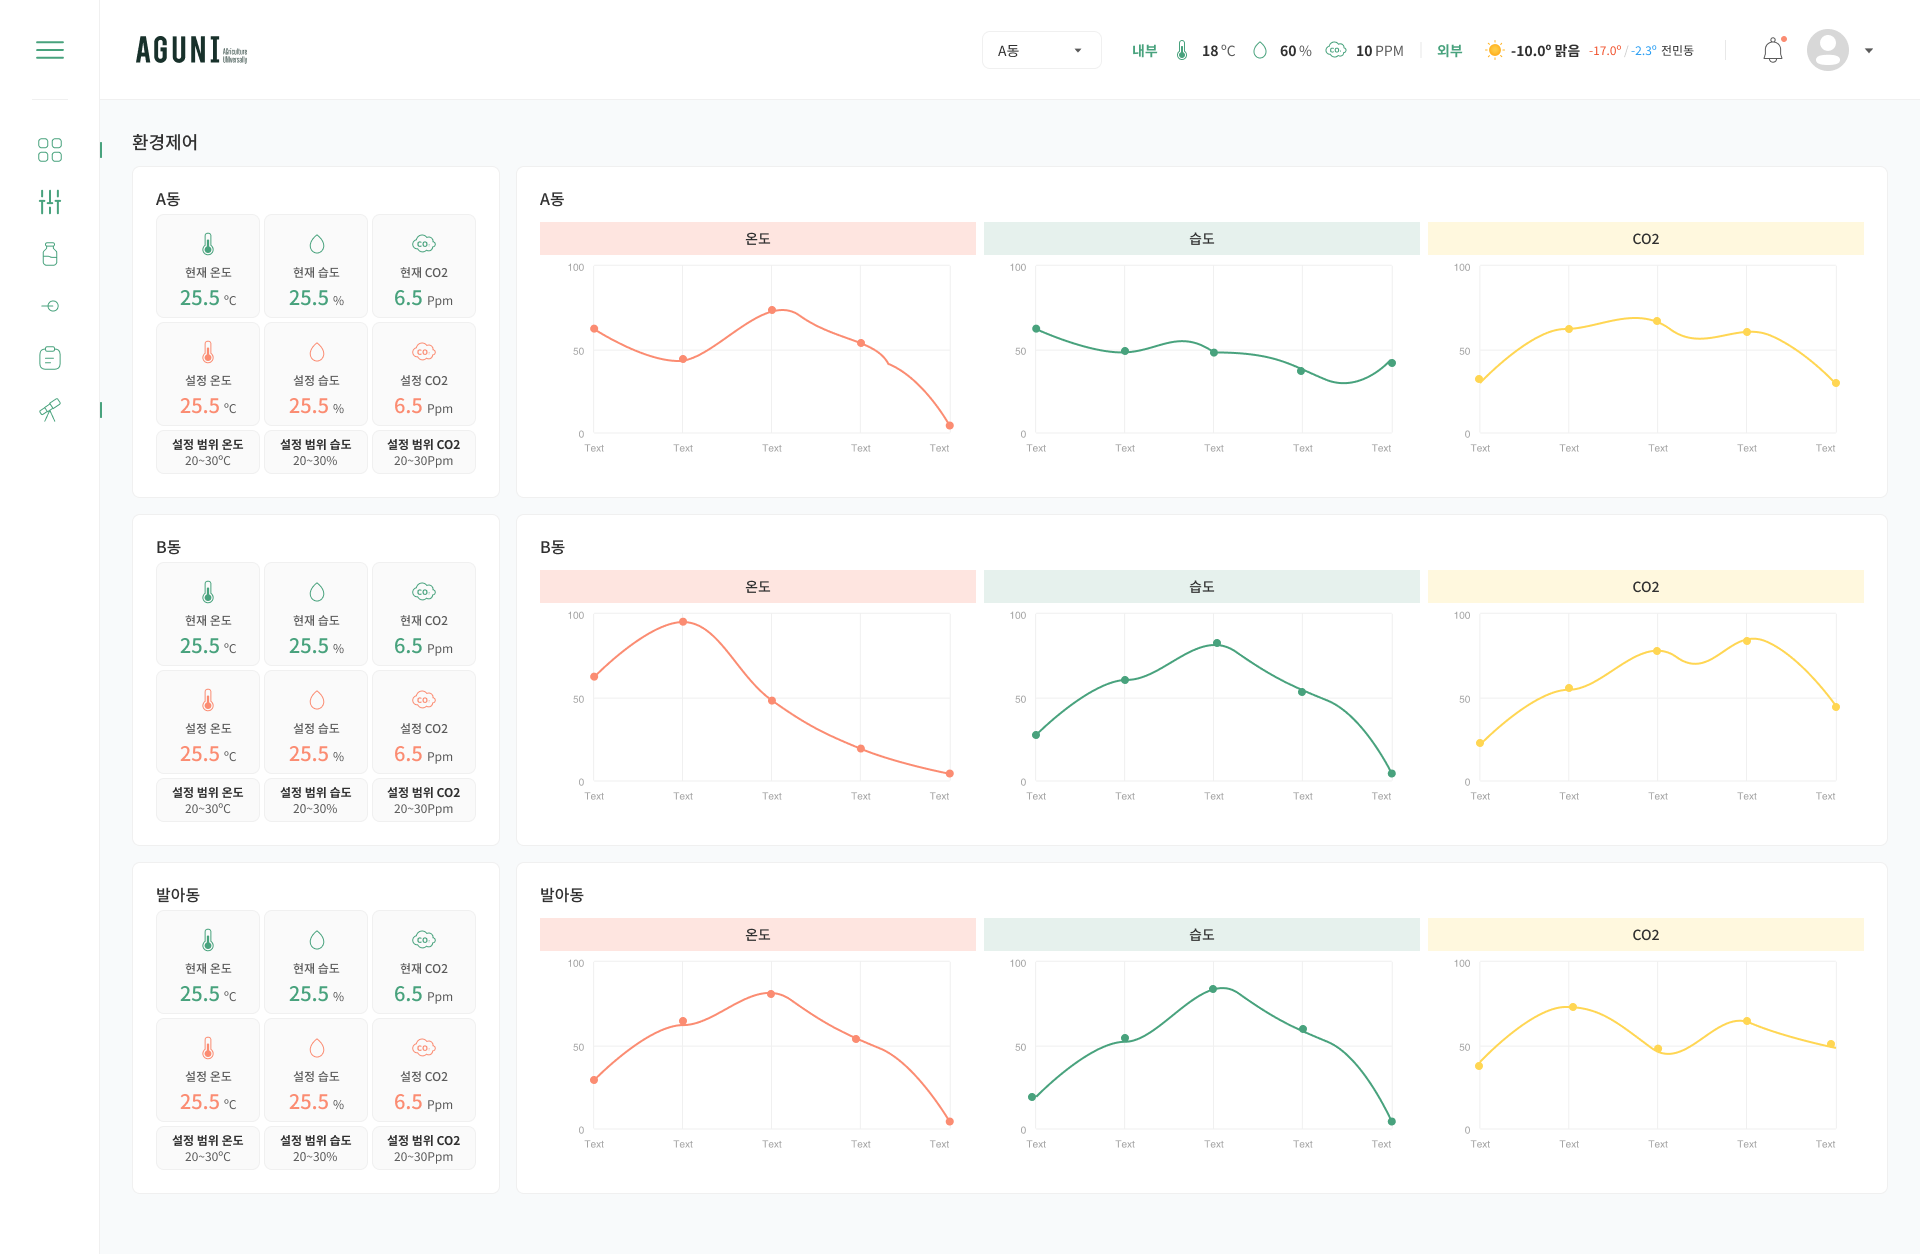 AGUNI AGriculture UNiversally
A동 내부 18 ºC 60 % 10 PPM 외부 -10.0º 맑음 -17.0º / -2.3º 전민동
환경제어
A동
현재 온도 현재 습도 현재 CO2
25.5 ºC 25.5 % 6.5 Ppm
설정 온도 설정 습도 설정 CO2
25.5 ºC 25.5 % 6.5 Ppm
설정 범위 온도 설정 범위 습도 설정 범위 CO2
20~30ºC 20~30% 20~30Ppm
A동
온도 습도 CO2
100 100 100
50 50 50
0 0 0
Text Text Text Text Text Text Text Text Text Text Text Text Text Text Text
B동
현재 온도 현재 습도 현재 CO2
25.5 ºC 25.5 % 6.5 Ppm
설정 온도 설정 습도 설정 CO2
25.5 ºC 25.5 % 6.5 Ppm
설정 범위 온도 설정 범위 습도 설정 범위 CO2
20~30ºC 20~30% 20~30Ppm
B동
온도 습도 CO2
100 100 100
50 50 50
0 0 0
Text Text Text Text Text Text Text Text Text Text Text Text Text Text Text
발아동
현재 온도 현재 습도 현재 CO2
25.5 ºC 25.5 % 6.5 Ppm
설정 온도 설정 습도 설정 CO2
25.5 ºC 25.5 % 6.5 Ppm
설정 범위 온도 설정 범위 습도 설정 범위 CO2
20~30ºC 20~30% 20~30Ppm
발아동
온도 습도 CO2
100 100 100
50 50 50
0 0 0
Text Text Text Text Text Text Text Text Text Text Text Text Text Text Text